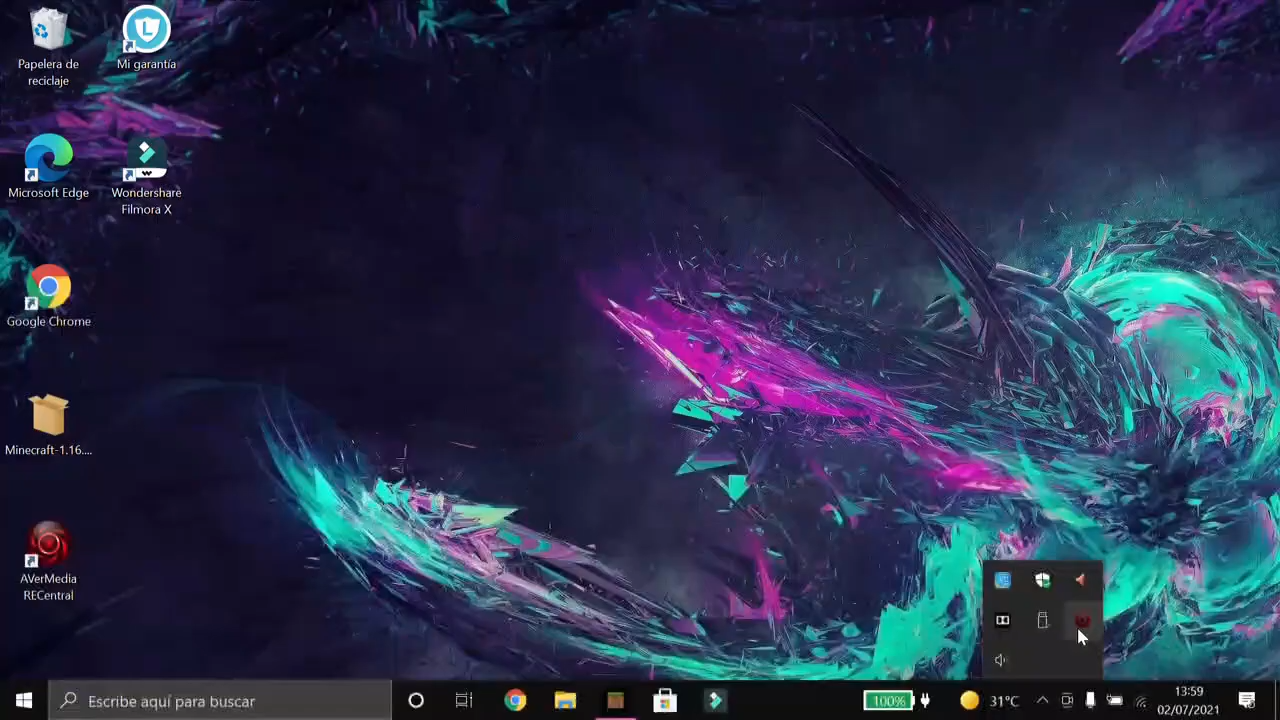 Papelera de
reciclaje
Mi garantía
Microsoft Edge
Wondershare
Filmora X
Google Chrome
Minecraft-1.16....
AVerMedia
RECentral
Escribe aquí para buscar
100%
31°C
13:59
02/07/2021